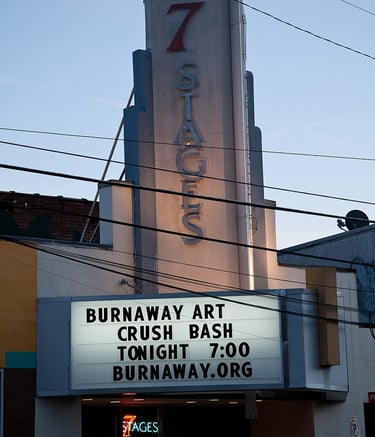 7
STAGES
BURNAWAY ART
CRUSH BASH
TONIGHT 7:00
BURNAWAY.ORG
7 STAGES